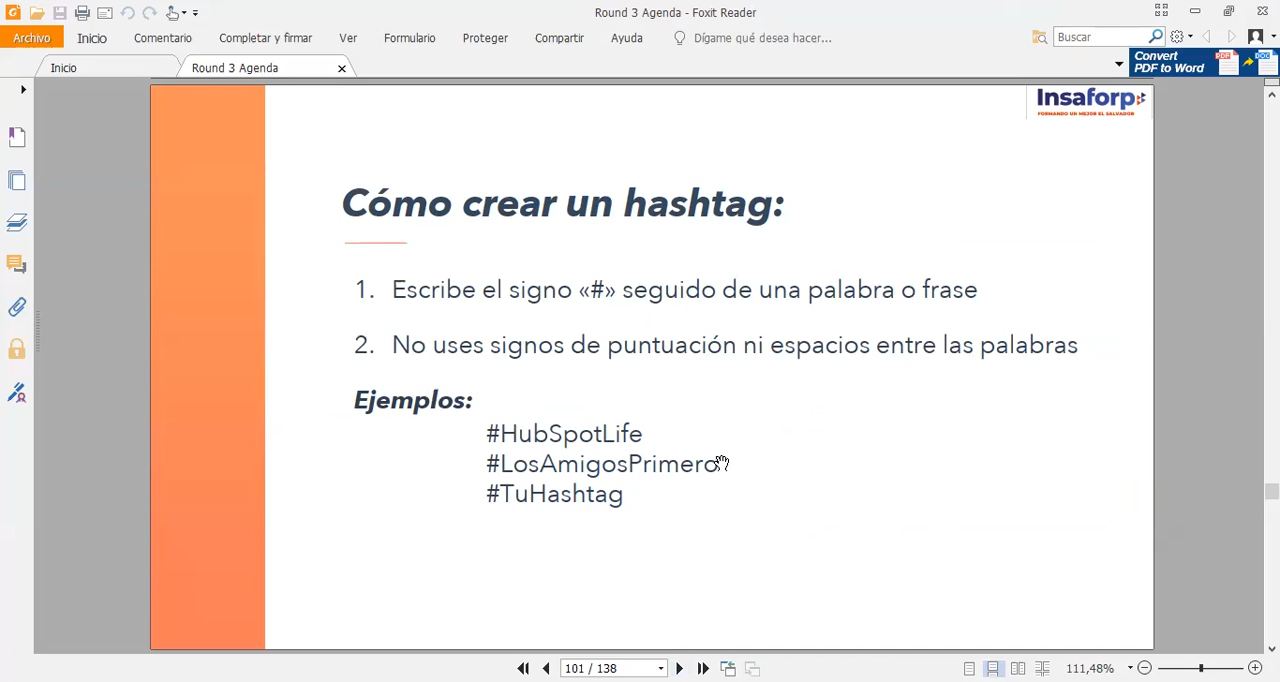 Round 3 Agenda - Foxit Reader
Archivo Inicio Comentario Completar y firmar Ver Formulario Proteger Compartir Ayuda Dígame qué desea hacer... Buscar
Inicio Round 3 Agenda
Convert
PDF to Word
Insaforp
FORMANDO UN MEJOR EL SALVADOR
Cómo crear un hashtag:
1. Escribe el signo «#» seguido de una palabra o frase
2. No uses signos de puntuación ni espacios entre las palabras
Ejemplos:
#HubSpotLife
#LosAmigosPrimero
#TuHashtag
101 / 138 111,48%